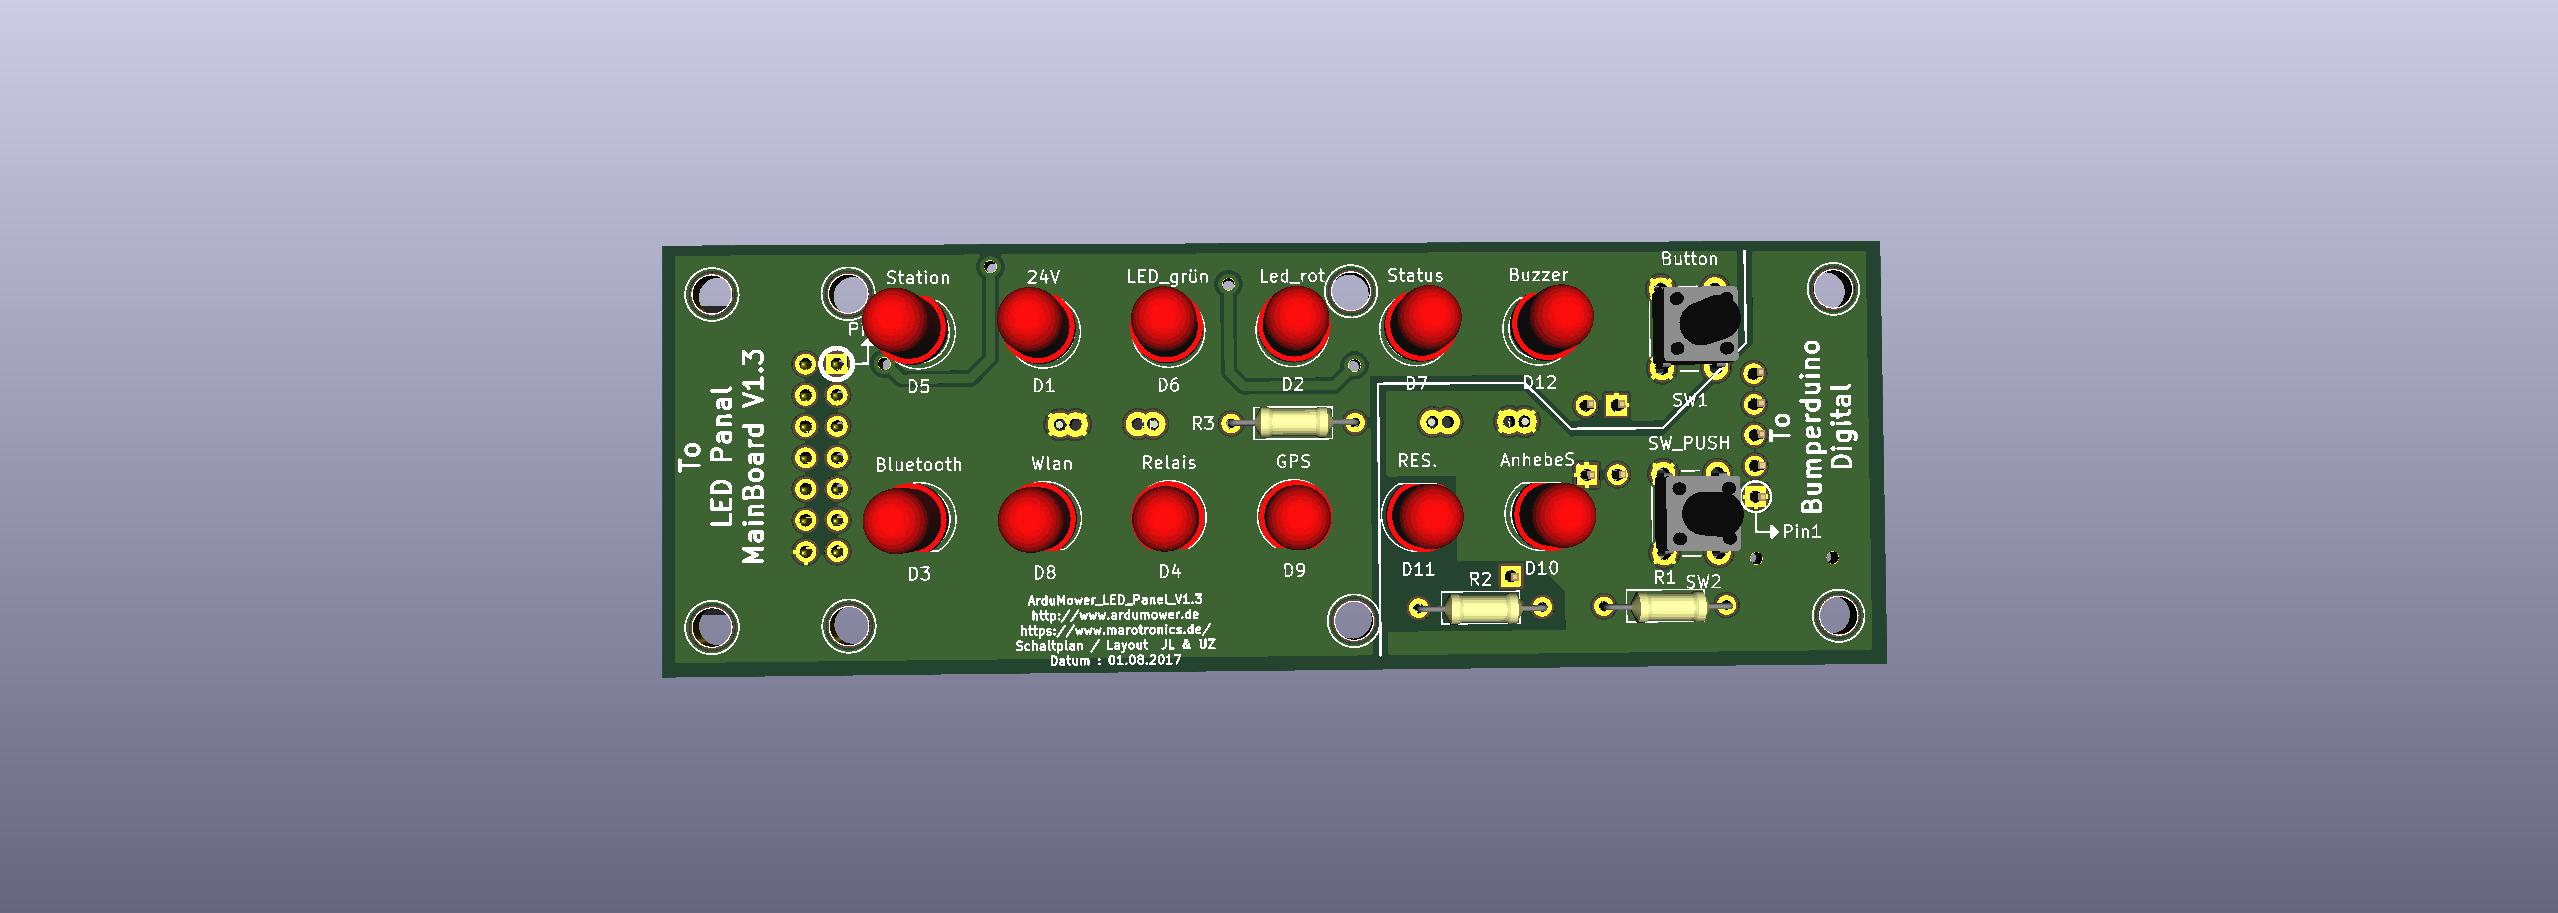 To
LED Panal
MainBoard V1.3
Station
24V
LED_grün
Led_rot
Status
Buzzer
Button
P
D5
D1
D6
D2
D7
D12
SW1
R3
SW_PUSH
Bluetooth
Wlan
Relais
GPS
RES.
AnhebeS
To
Bumperduino
Digital
Pin1
D3
D8
D4
D9
D11
D10
R2
R1
SW2
ArduMower_LED_Panel_V1.3
http://www.ardumower.de
https://www.marotronics.de/
Schaltplan / Layout JL & UZ
Datum : 01.08.2017